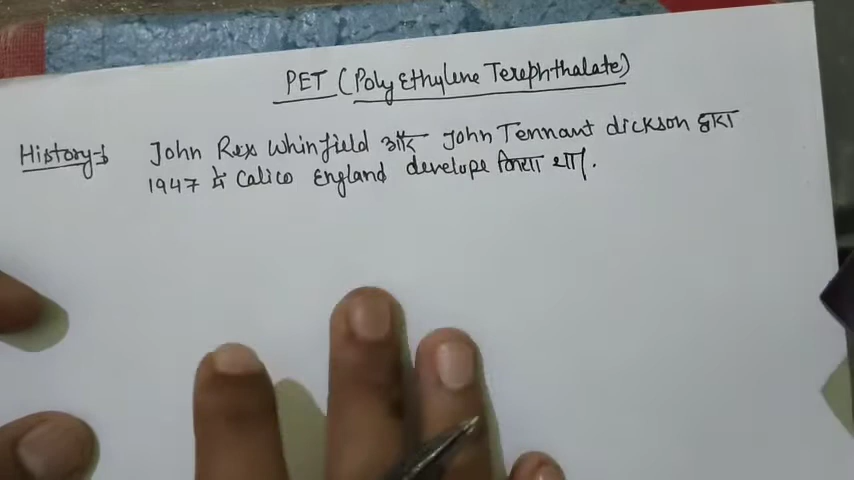 PET (Poly Ethylene Terephthalate)
History:- John Rex Whinfield और John Tennant dickson द्वारा
1947 में Calico England develope किया था.